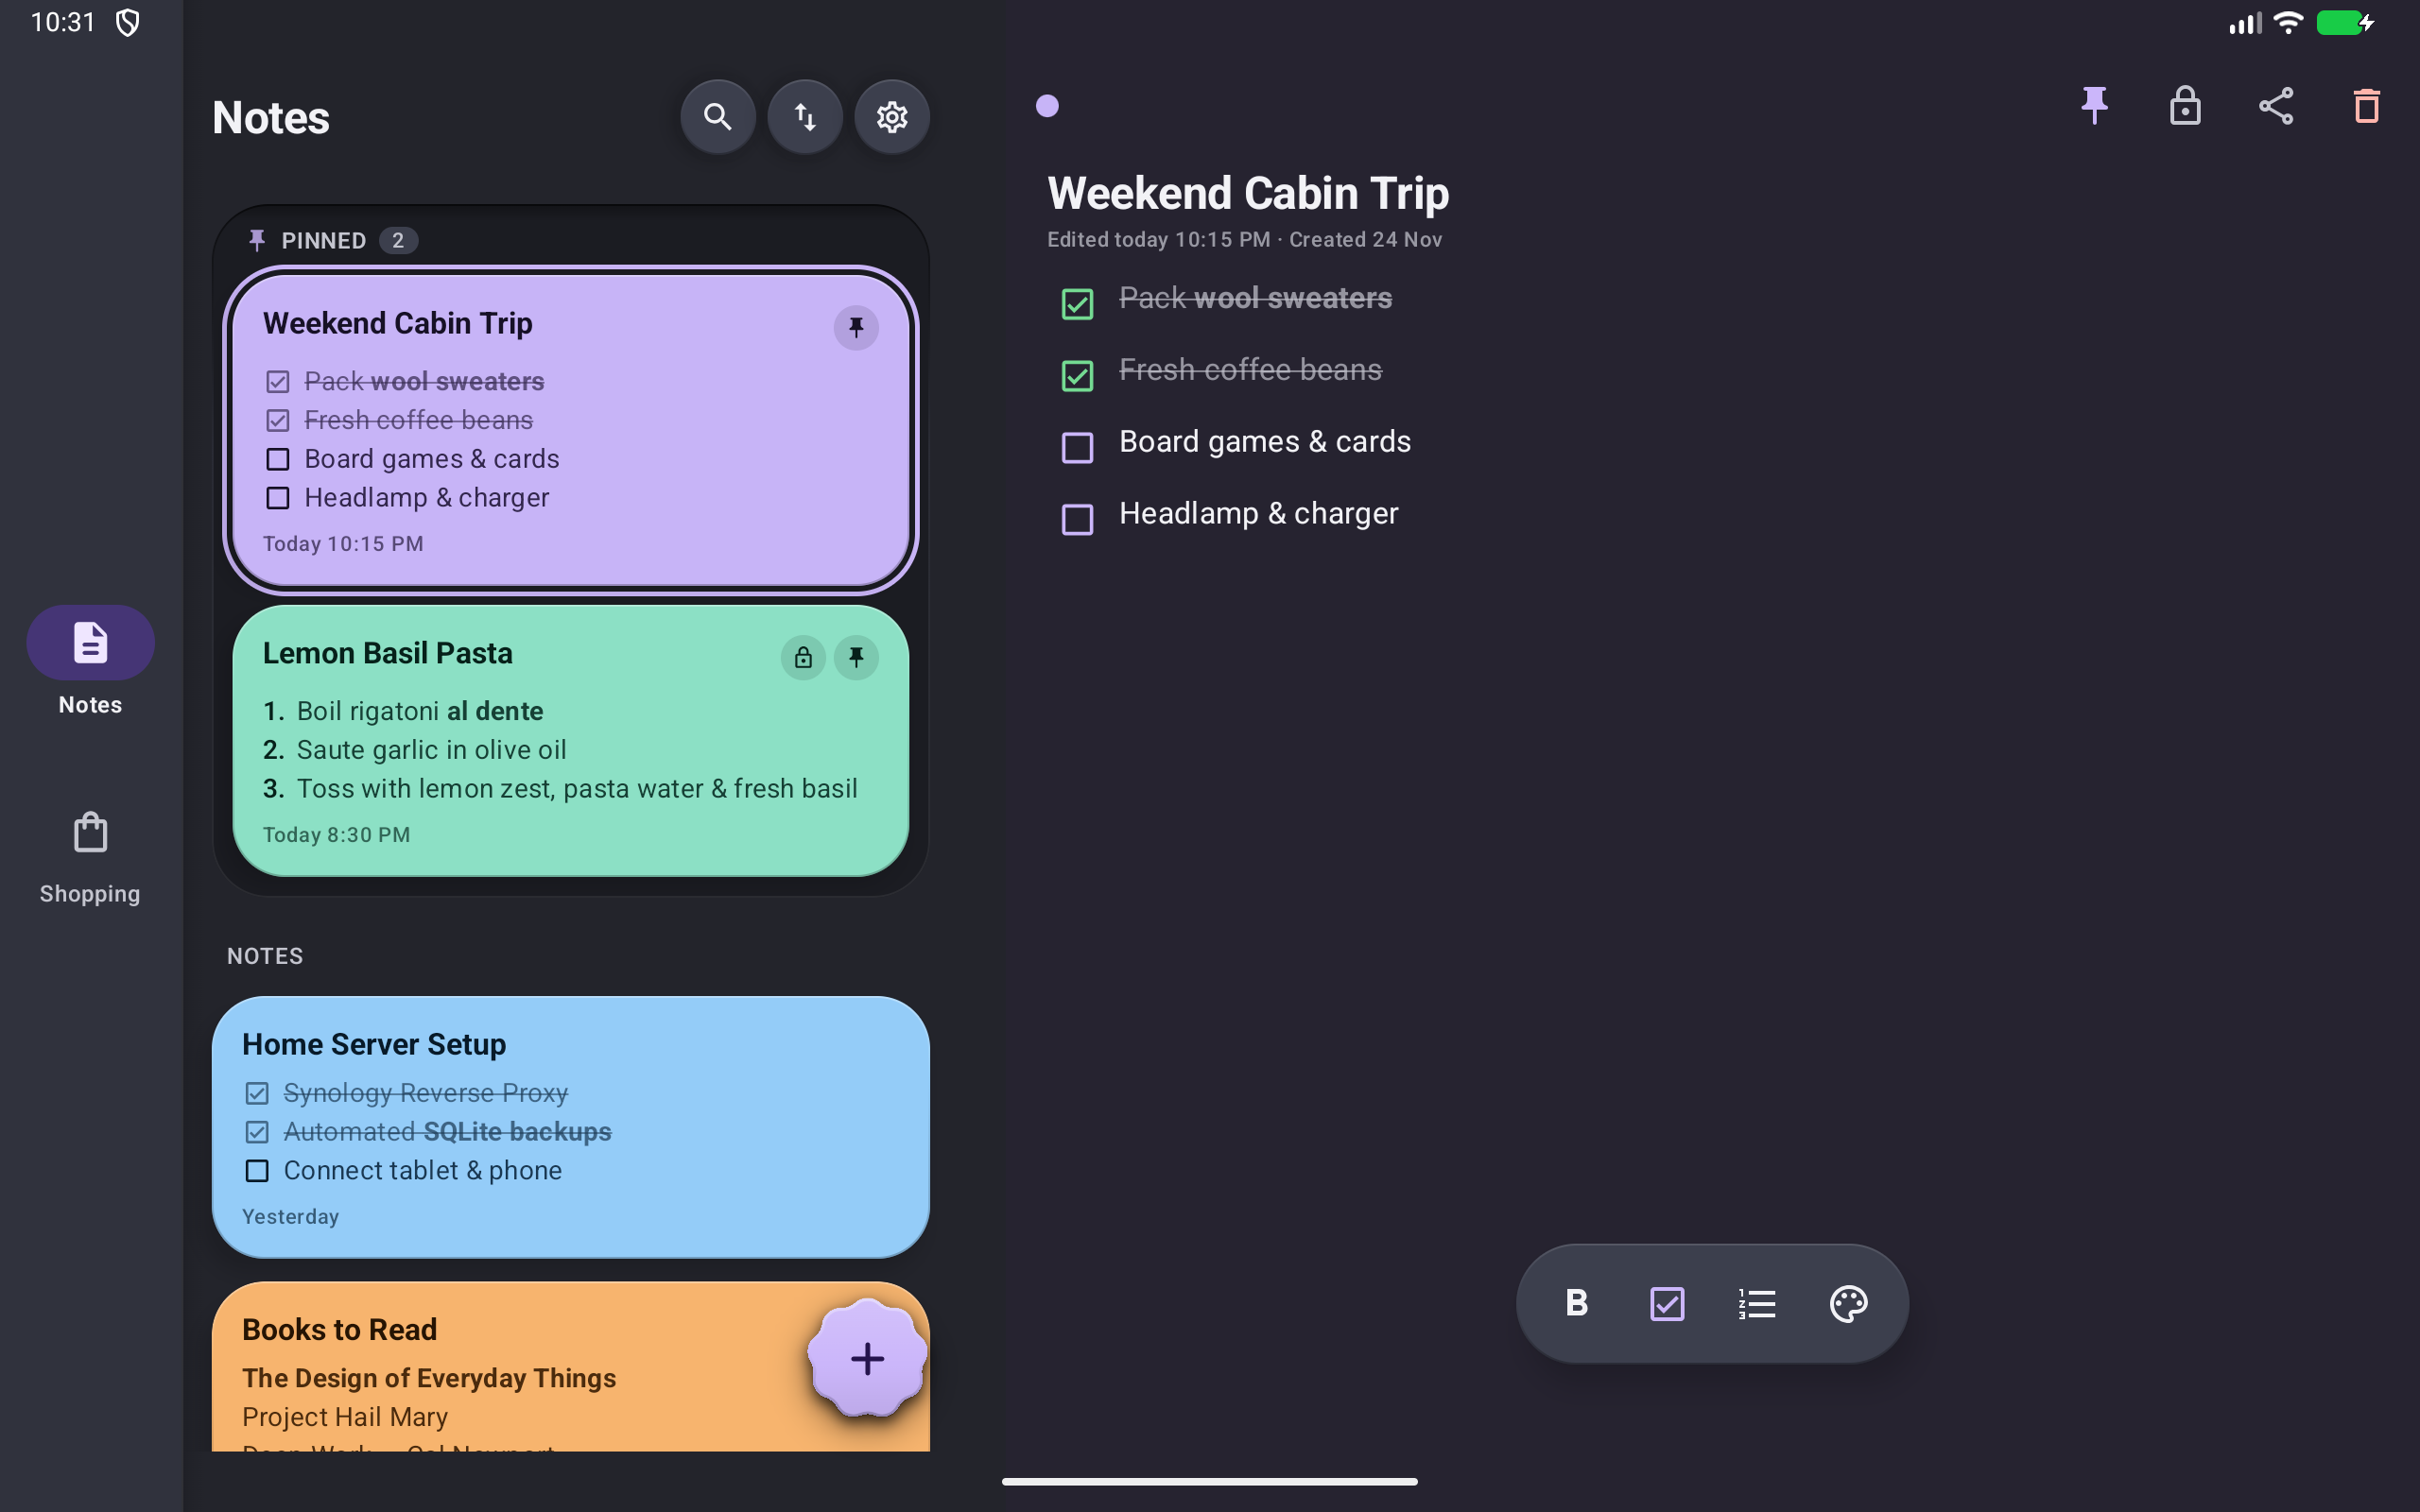 10:31
Notes
PINNED 2
Weekend Cabin Trip
Pack wool sweaters
Fresh coffee beans
Board games & cards
Headlamp & charger
Today 10:15 PM
Lemon Basil Pasta
1. Boil rigatoni al dente
2. Saute garlic in olive oil
3. Toss with lemon zest, pasta water & fresh basil
Today 8:30 PM
NOTES
Home Server Setup
Synology Reverse Proxy
Automated SQLite backups
Connect tablet & phone
Yesterday
Books to Read
The Design of Everyday Things
Project Hail Mary
Notes
Shopping
Weekend Cabin Trip
Edited today 10:15 PM · Created 24 Nov
Pack wool sweaters
Fresh coffee beans
Board games & cards
Headlamp & charger
B